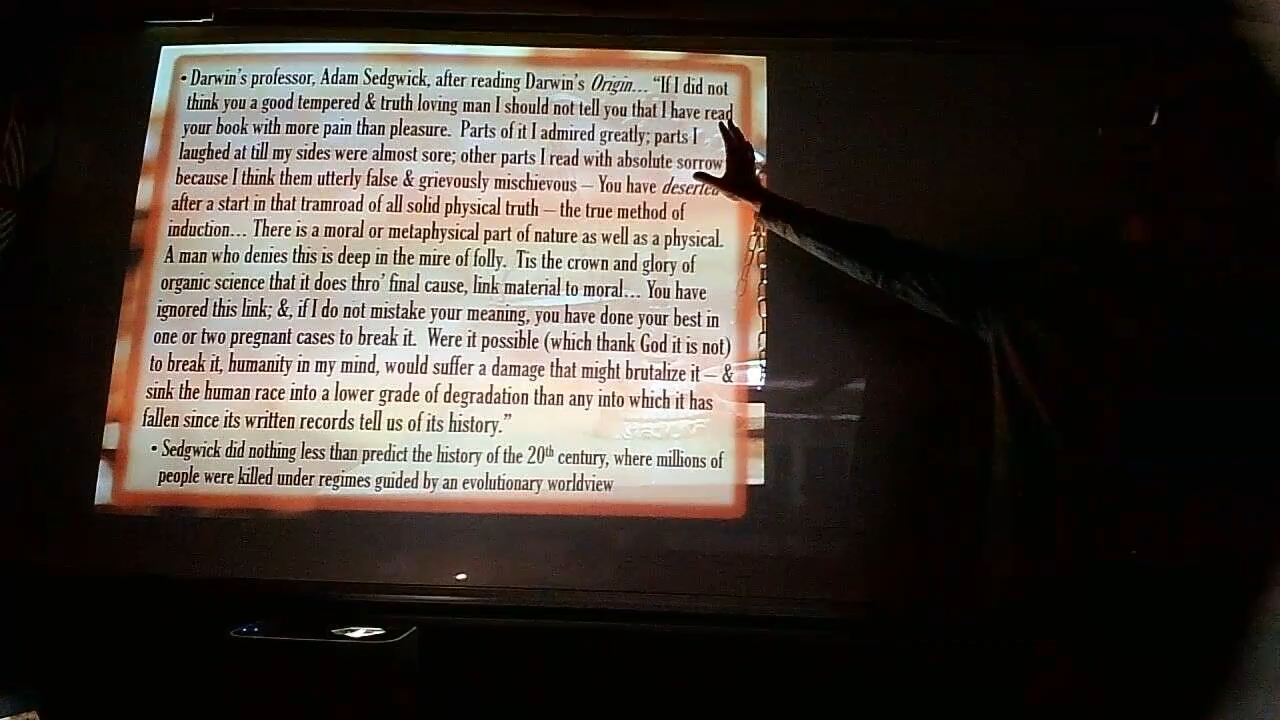 • Darwin's professor, Adam Sedgwick, after reading Darwin's Origin... "If I did not
think you a good tempered & truth loving man I should not tell you that I have read
your book with more pain than pleasure. Parts of it I admired greatly; parts I
laughed at till my sides were almost sore; other parts I read with absolute sorrow
because I think them utterly false & grievously mischievous – You have deserted
after a start in that tramroad of all solid physical truth – the true method of
induction... There is a moral or metaphysical part of nature as well as a physical.
A man who denies this is deep in the mire of folly. Tis the crown and glory of
organic science that it does thro' final cause, link material to moral... You have
ignored this link; &, if I do not mistake your meaning, you have done your best in
one or two pregnant cases to break it. Were it possible (which thank God it is not)
to break it, humanity in my mind, would suffer a damage that might brutalize it – &
sink the human race into a lower grade of degradation than any into which it has
fallen since its written records tell us of its history."
• Sedgwick did nothing less than predict the history of the 20th century, where millions of
people were killed under regimes guided by an evolutionary worldview